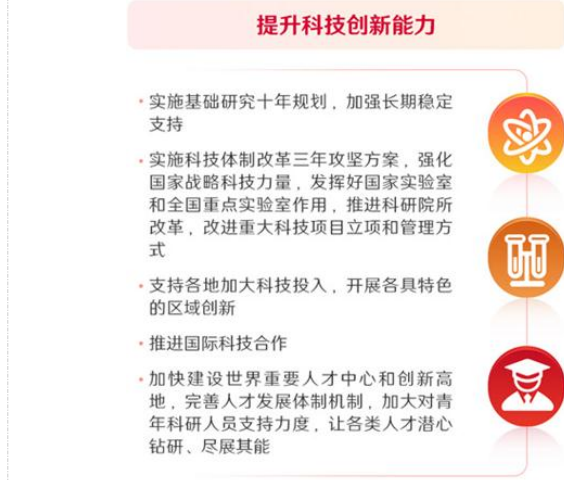 提升科技创新能力
·实施基础研究十年规划，加强长期稳定
支持
·实施科技体制改革三年攻坚方案，强化
国家战略科技力量，发挥好国家实验室
和全国重点实验室作用，推进科研院所
改革，改进重大科技项目立项和管理方
式
·支持各地加大科技投入，开展各具特色
的区域创新
·推进国际科技合作
·加快建设世界重要人才中心和创新高
地，完善人才发展体制机制，加大对青
年科研人员支持力度，让各类人才潜心
钻研、尽展其能